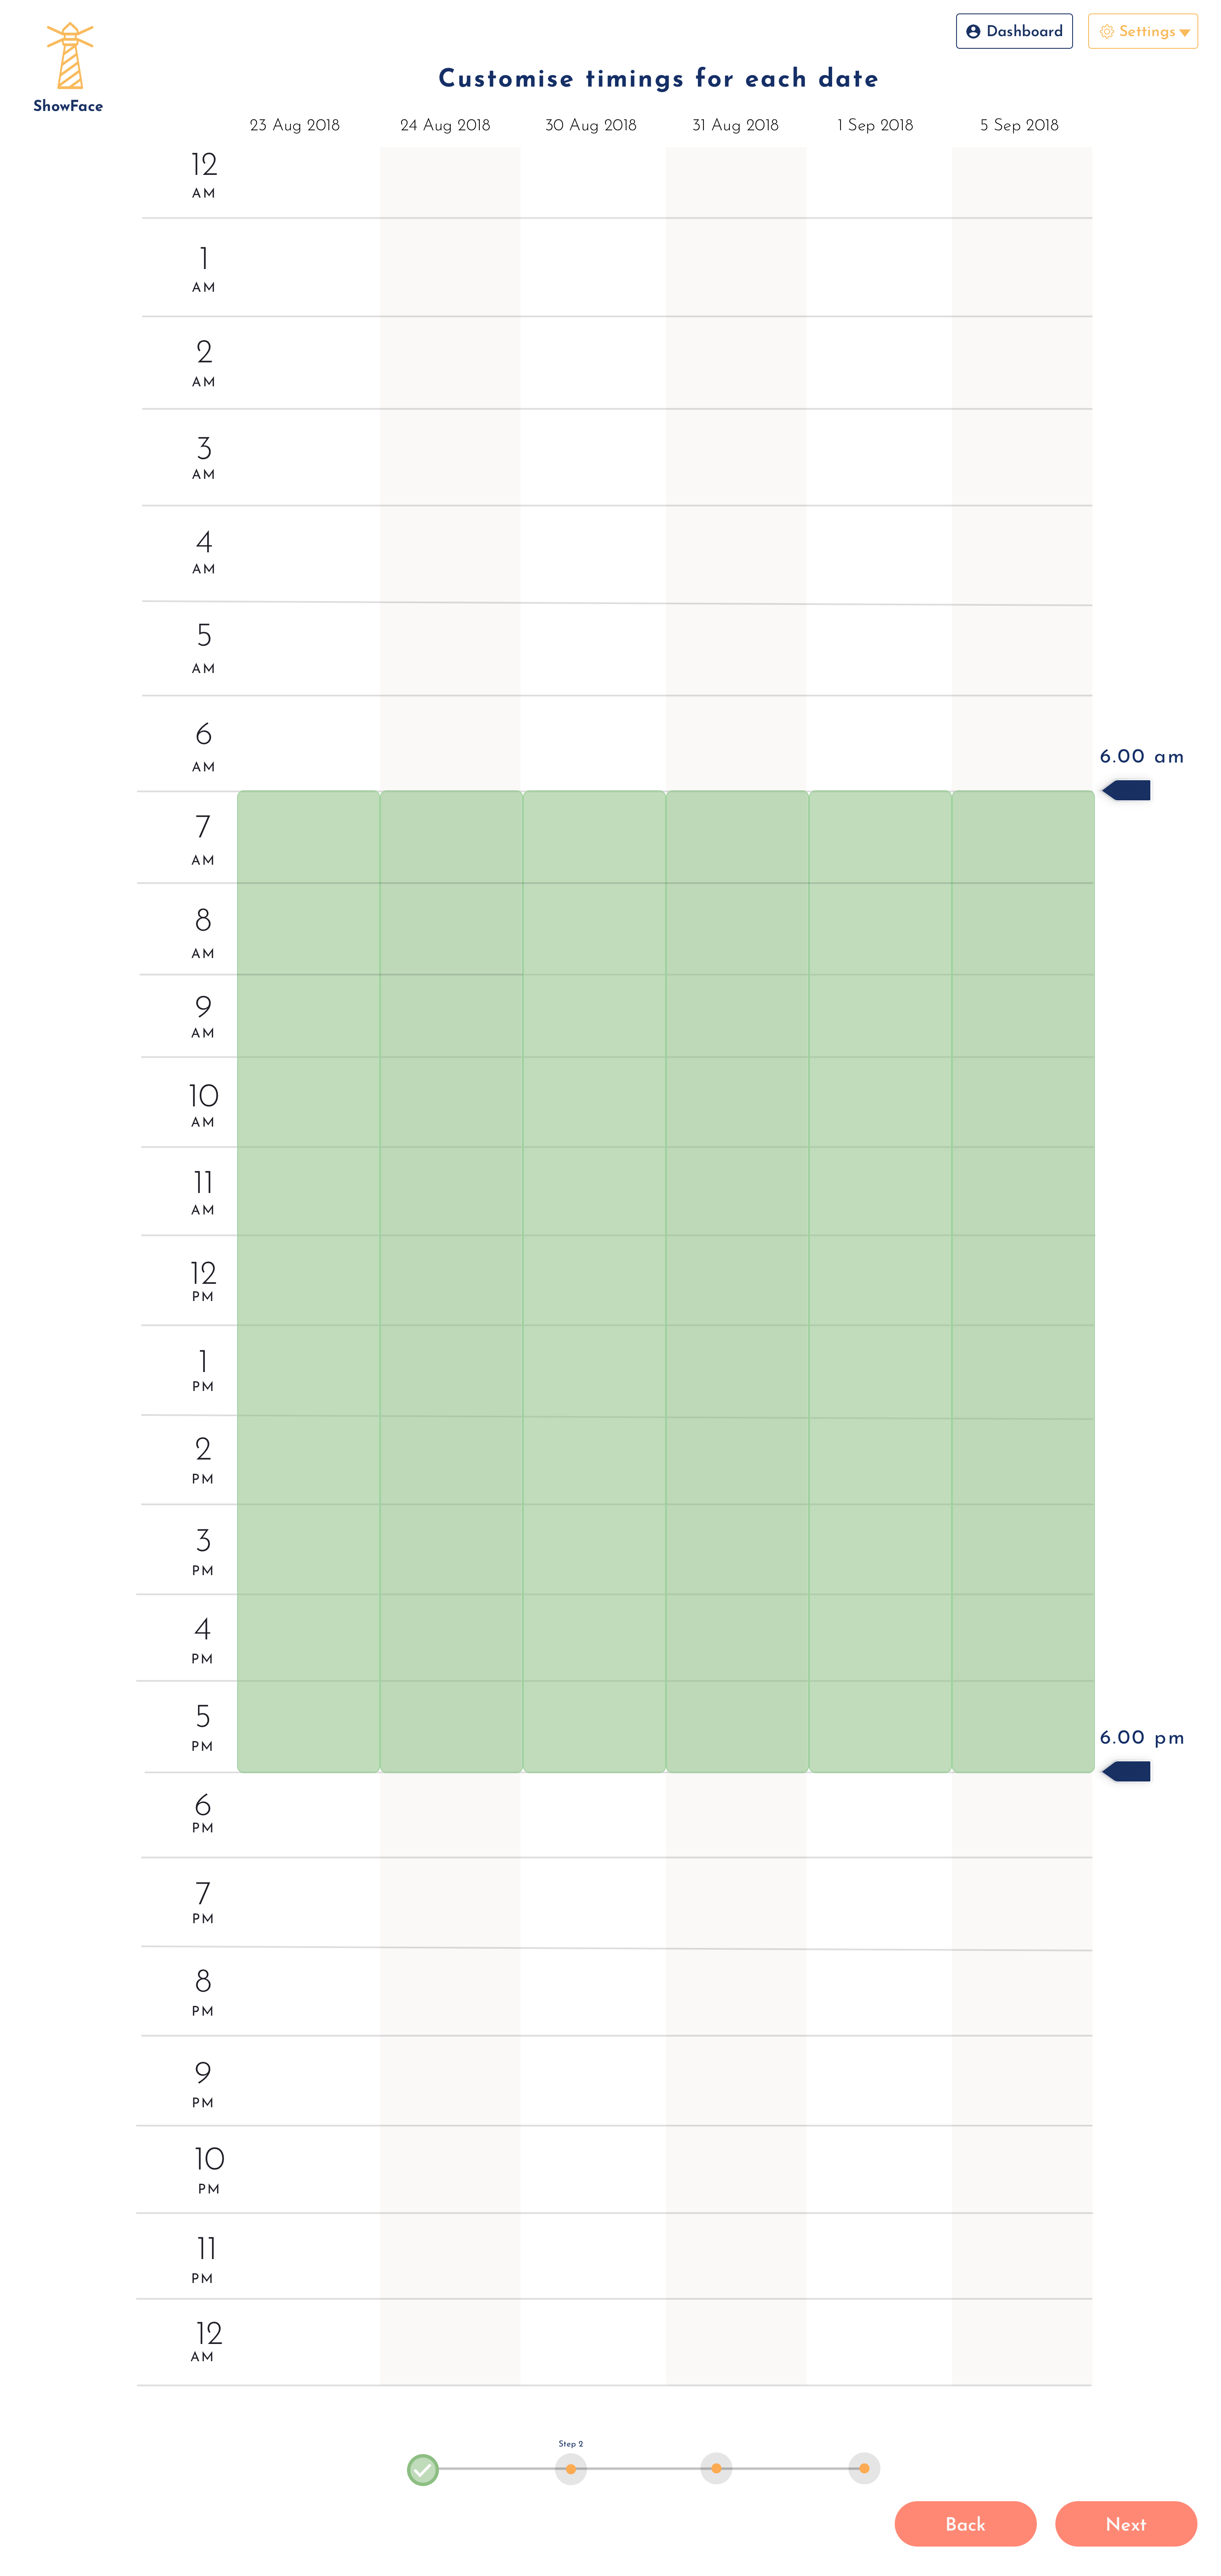 Dashboard
Settings
ShowFace
Customise timings for each date
23 Aug 2018 24 Aug 2018 30 Aug 2018 31 Aug 2018 1 Sep 2018 5 Sep 2018
12
AM
1
AM
2
AM
3
AM
4
AM
5
AM
6
AM
6.00 am
7
AM
8
AM
9
AM
10
AM
11
AM
12
PM
1
PM
2
PM
3
PM
4
PM
5
PM
6.00 pm
6
PM
7
PM
8
PM
9
PM
10
PM
11
PM
12
AM
Step 2
Back
Next